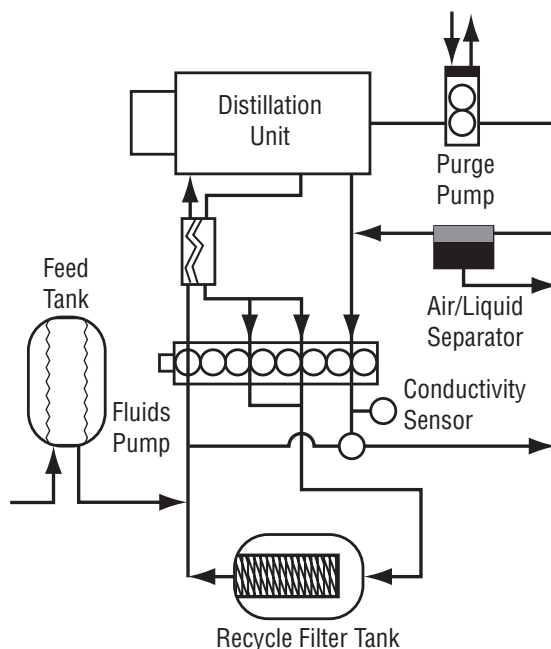 Distillation
Unit
Purge
Pump
Feed
Tank
Air/Liquid
Separator
Fluids
Pump
Conductivity
Sensor
Recycle Filter Tank